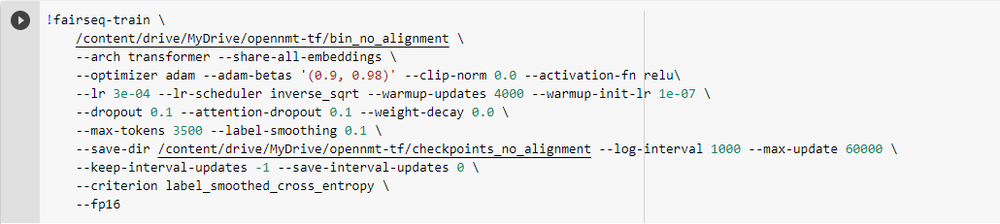 !fairseq-train \
/content/drive/MyDrive/opennmt-tf/bin_no_alignment \
--arch transformer --share-all-embeddings \
--optimizer adam --adam-betas '(0.9, 0.98)' --clip-norm 0.0 --activation-fn relu\
--lr 3e-04 --lr-scheduler inverse_sqrt --warmup-updates 4000 --warmup-init-lr 1e-07 \
--dropout 0.1 --attention-dropout 0.1 --weight-decay 0.0 \
--max-tokens 3500 --label-smoothing 0.1 \
--save-dir /content/drive/MyDrive/opennmt-tf/checkpoints_no_alignment --log-interval 1000 --max-update 60000 \
--keep-interval-updates -1 --save-interval-updates 0 \
--criterion label_smoothed_cross_entropy \
--fp16